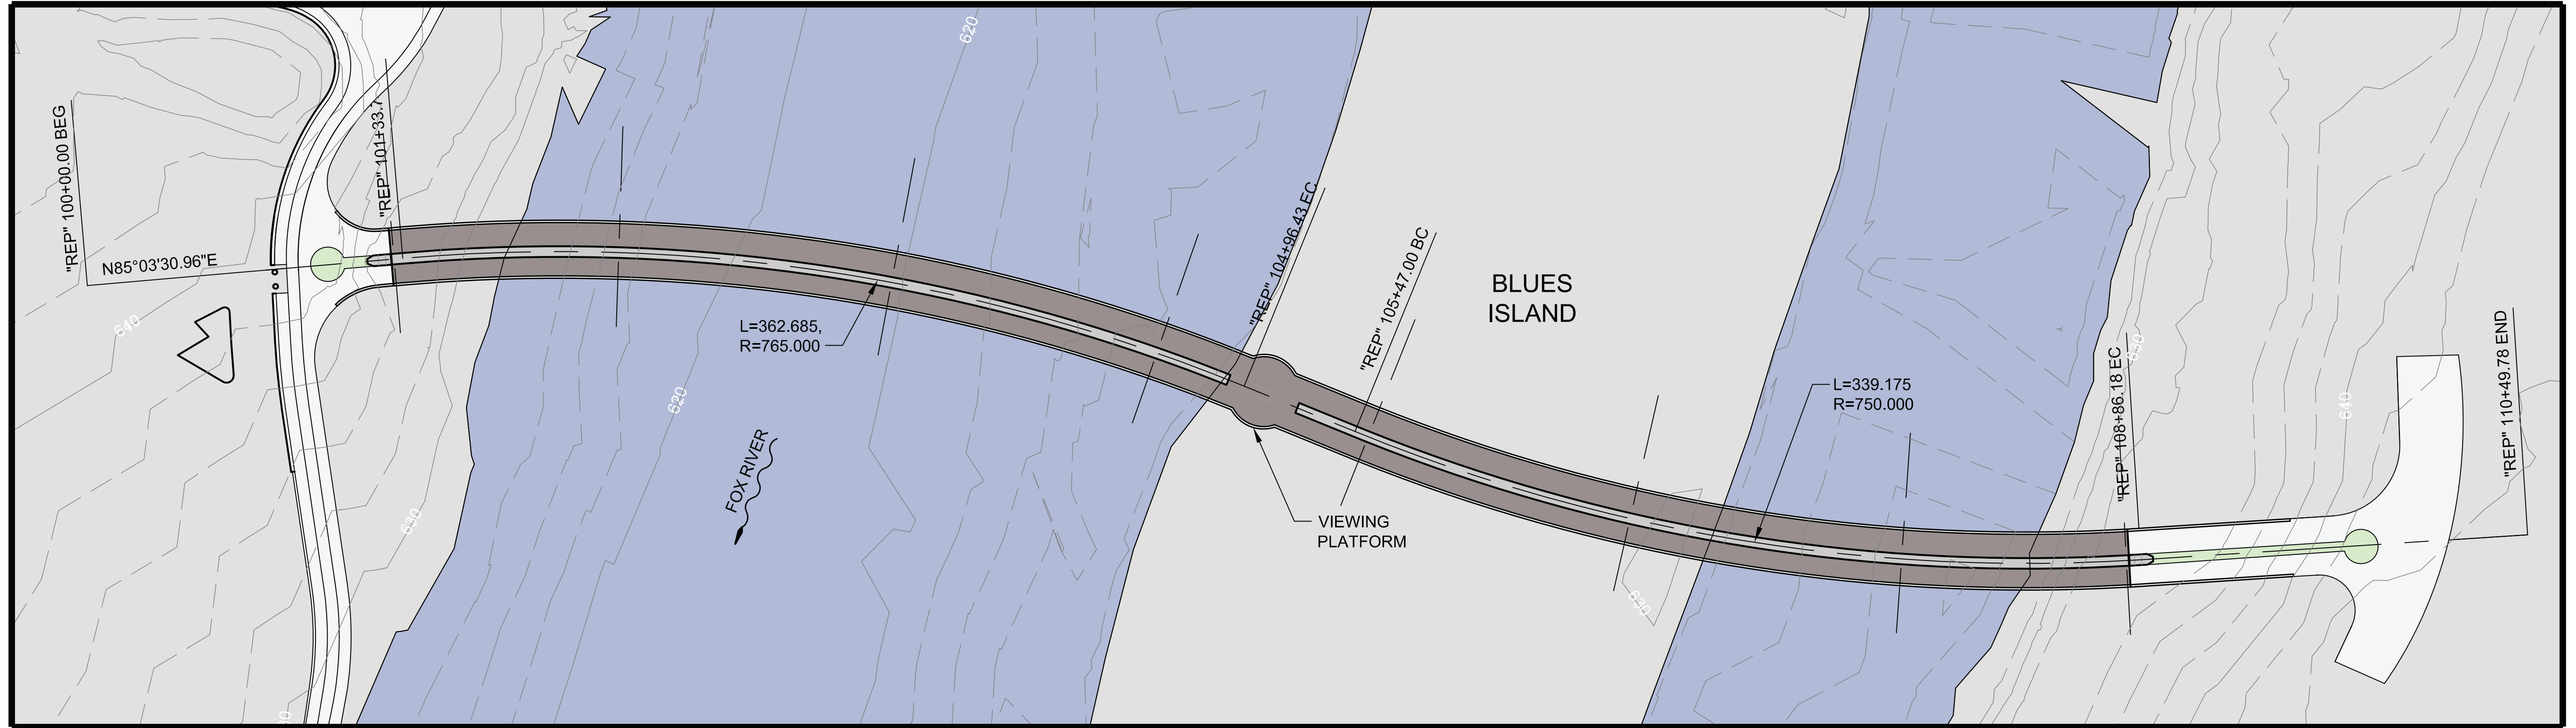 "REP" 100+00.00 BEG
N85°03'30.96"E
"REP" 101+33.7
620
640
L=362.685,
R=765.000
620
630
FOX RIVER
"REP" 104+96.43 EC
"REP" 105+47.00 BC
BLUES
ISLAND
VIEWING
PLATFORM
L=339.175
R=750.000
630
"REP" 108+86.18 EC
630
640
"REP" 110+49.78 END